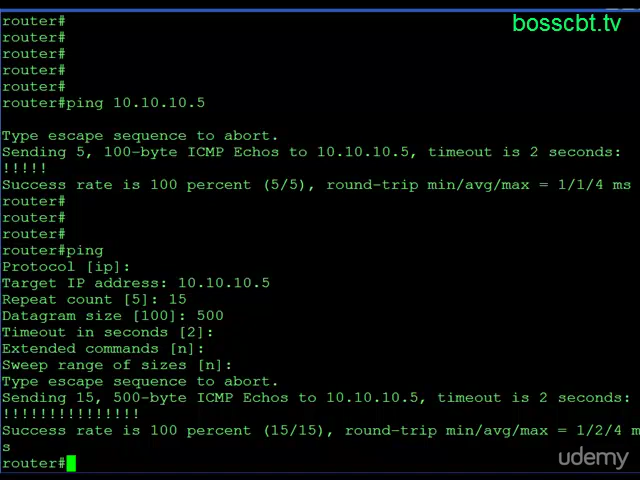 router#
bosscbt.tv
router#
router#
router#
router#
router#ping 10.10.10.5
Type escape sequence to abort.
Sending 5, 100-byte ICMP Echos to 10.10.10.5, timeout is 2 seconds:
!!!!!
Success rate is 100 percent (5/5), round-trip min/avg/max = 1/1/4 ms
router#
router#
router#
router#ping
Protocol [ip]:
Target IP address: 10.10.10.5
Repeat count [5]: 15
Datagram size [100]: 500
Timeout in seconds [2]:
Extended commands [n]:
Sweep range of sizes [n]:
Type escape sequence to abort.
Sending 15, 500-byte ICMP Echos to 10.10.10.5, timeout is 2 seconds:
!!!!!!!!!!!!!!!
Success rate is 100 percent (15/15), round-trip min/avg/max = 1/2/4 m
s
router#
udemy